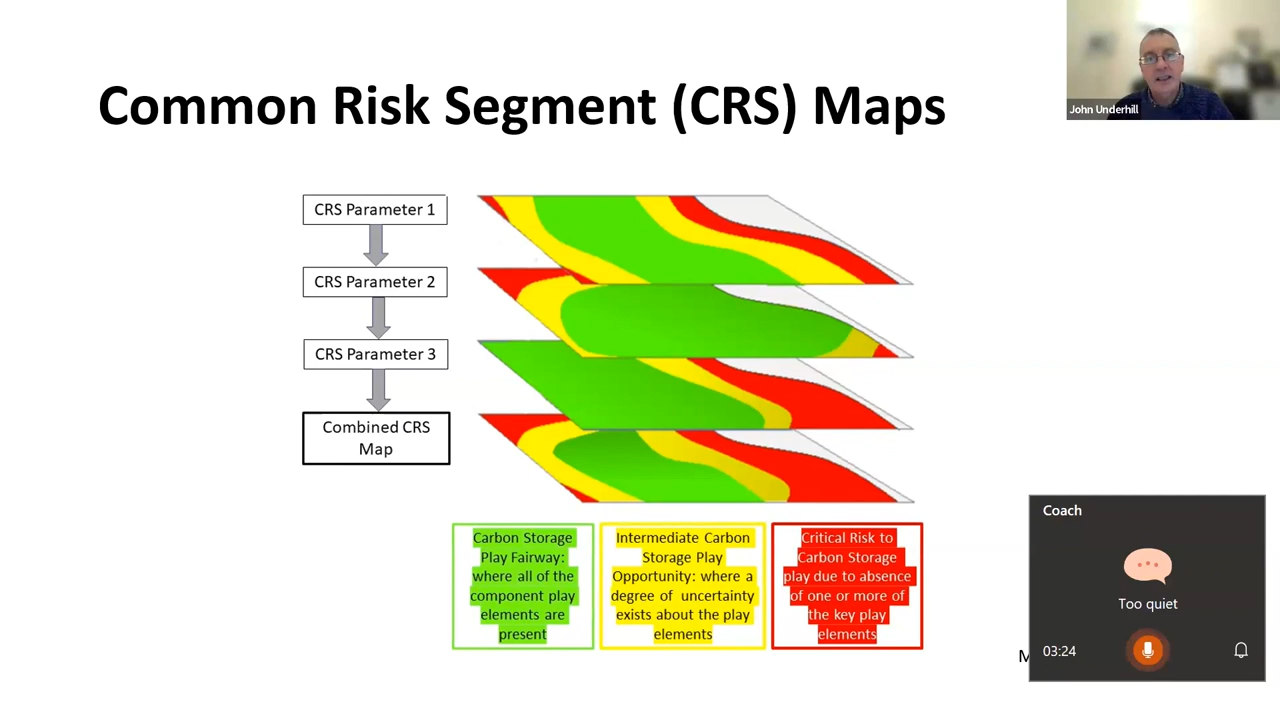 Common Risk Segment (CRS) Maps
John Underhill
CRS Parameter 1
CRS Parameter 2
CRS Parameter 3
Combined CRS
Map
Carbon Storage
Play Fairway:
where all of the
component play
elements are
present
Intermediate Carbon
Storage Play
Opportunity: where a
degree of uncertainty
exists about the play
elements
Critical Risk to
Carbon Storage
play due to absence
of one or more of
the key play
elements
Coach
Too quiet
03:24